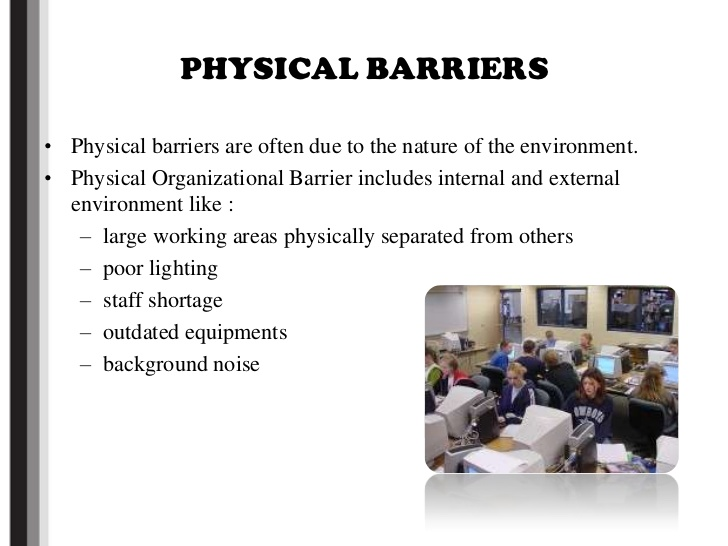 PHYSICAL BARRIERS
• Physical barriers are often due to the nature of the environment.
• Physical Organizational Barrier includes internal and external
environment like :
– large working areas physically separated from others
– poor lighting
– staff shortage
– outdated equipments
– background noise
COWBOYS